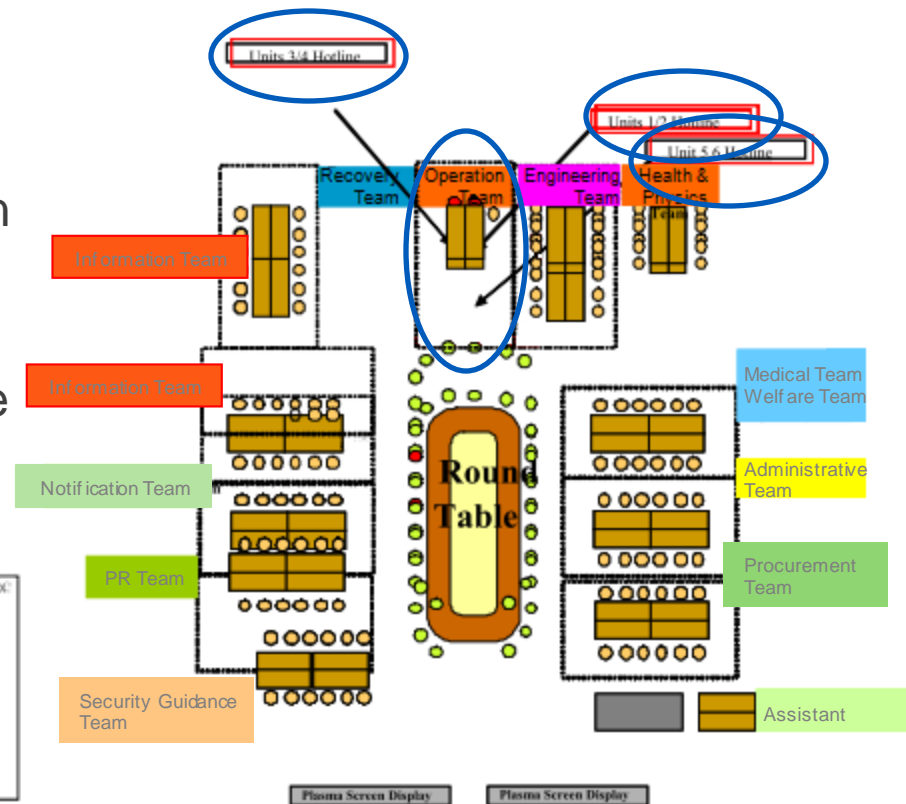 Units 3/4 Hotline
Units 1/2 Hotline
Unit 5.6 Hotline
Recovery Team
Operation Team
Engineering Team
Health & Physics Team
Information Team
Information Team
Medical Team
Welfare Team
Notification Team
Administrative Team
Round Table
PR Team
Procurement Team
Security Guidance Team
Assistant
Plasma Screen Display
Plasma Screen Display